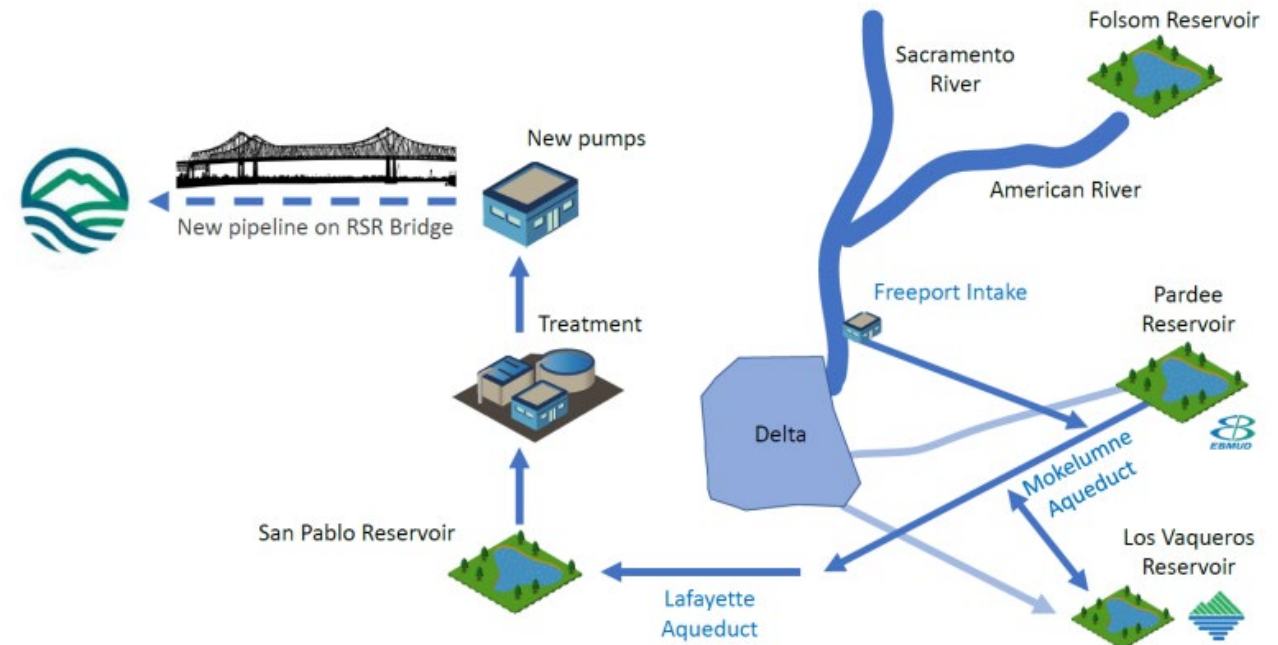 Folsom Reservoir
Sacramento
River
New pumps
American River
New pipeline on RSR Bridge
Freeport Intake
Pardee
Reservoir
Treatment
Delta
EBMUD
Mokelumne
Aqueduct
San Pablo Reservoir
Los Vaqueros
Reservoir
Lafayette
Aqueduct